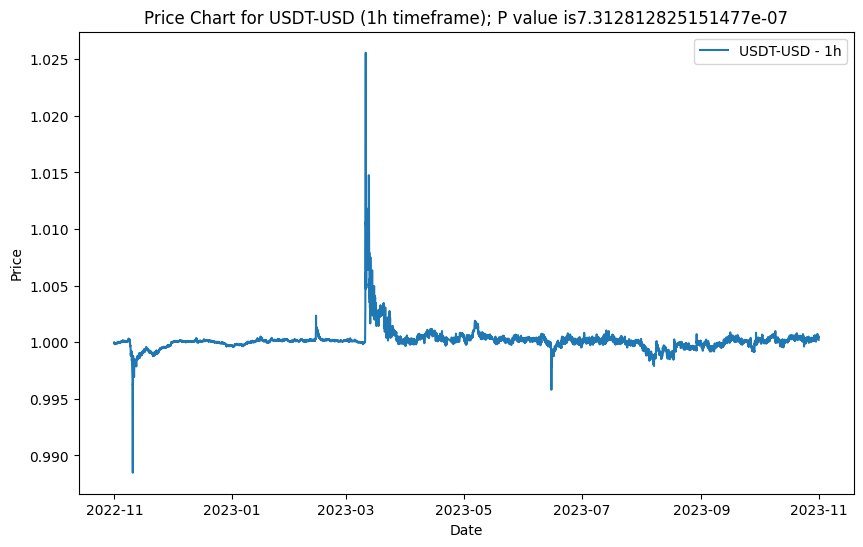 Price Chart for USDT-USD (1h timeframe); P value is7.312812825151477e-07
USDT-USD - 1h
1.025
1.020
1.015
1.010
1.005
1.000
0.995
0.990
Price
2022-11 2023-01 2023-03 2023-05 2023-07 2023-09 2023-11
Date